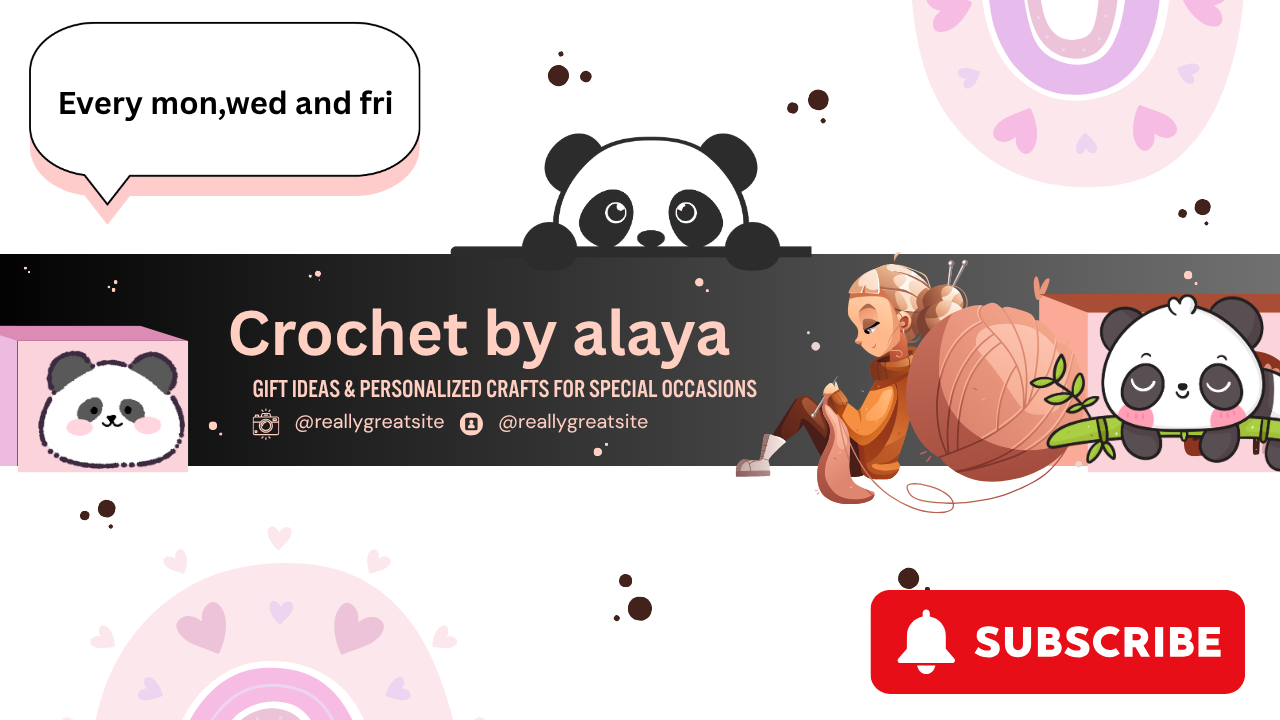 Every mon,wed and fri
Crochet by alaya
GIFT IDEAS & PERSONALIZED CRAFTS FOR SPECIAL OCCASIONS
@reallygreatsite @reallygreatsite
SUBSCRIBE